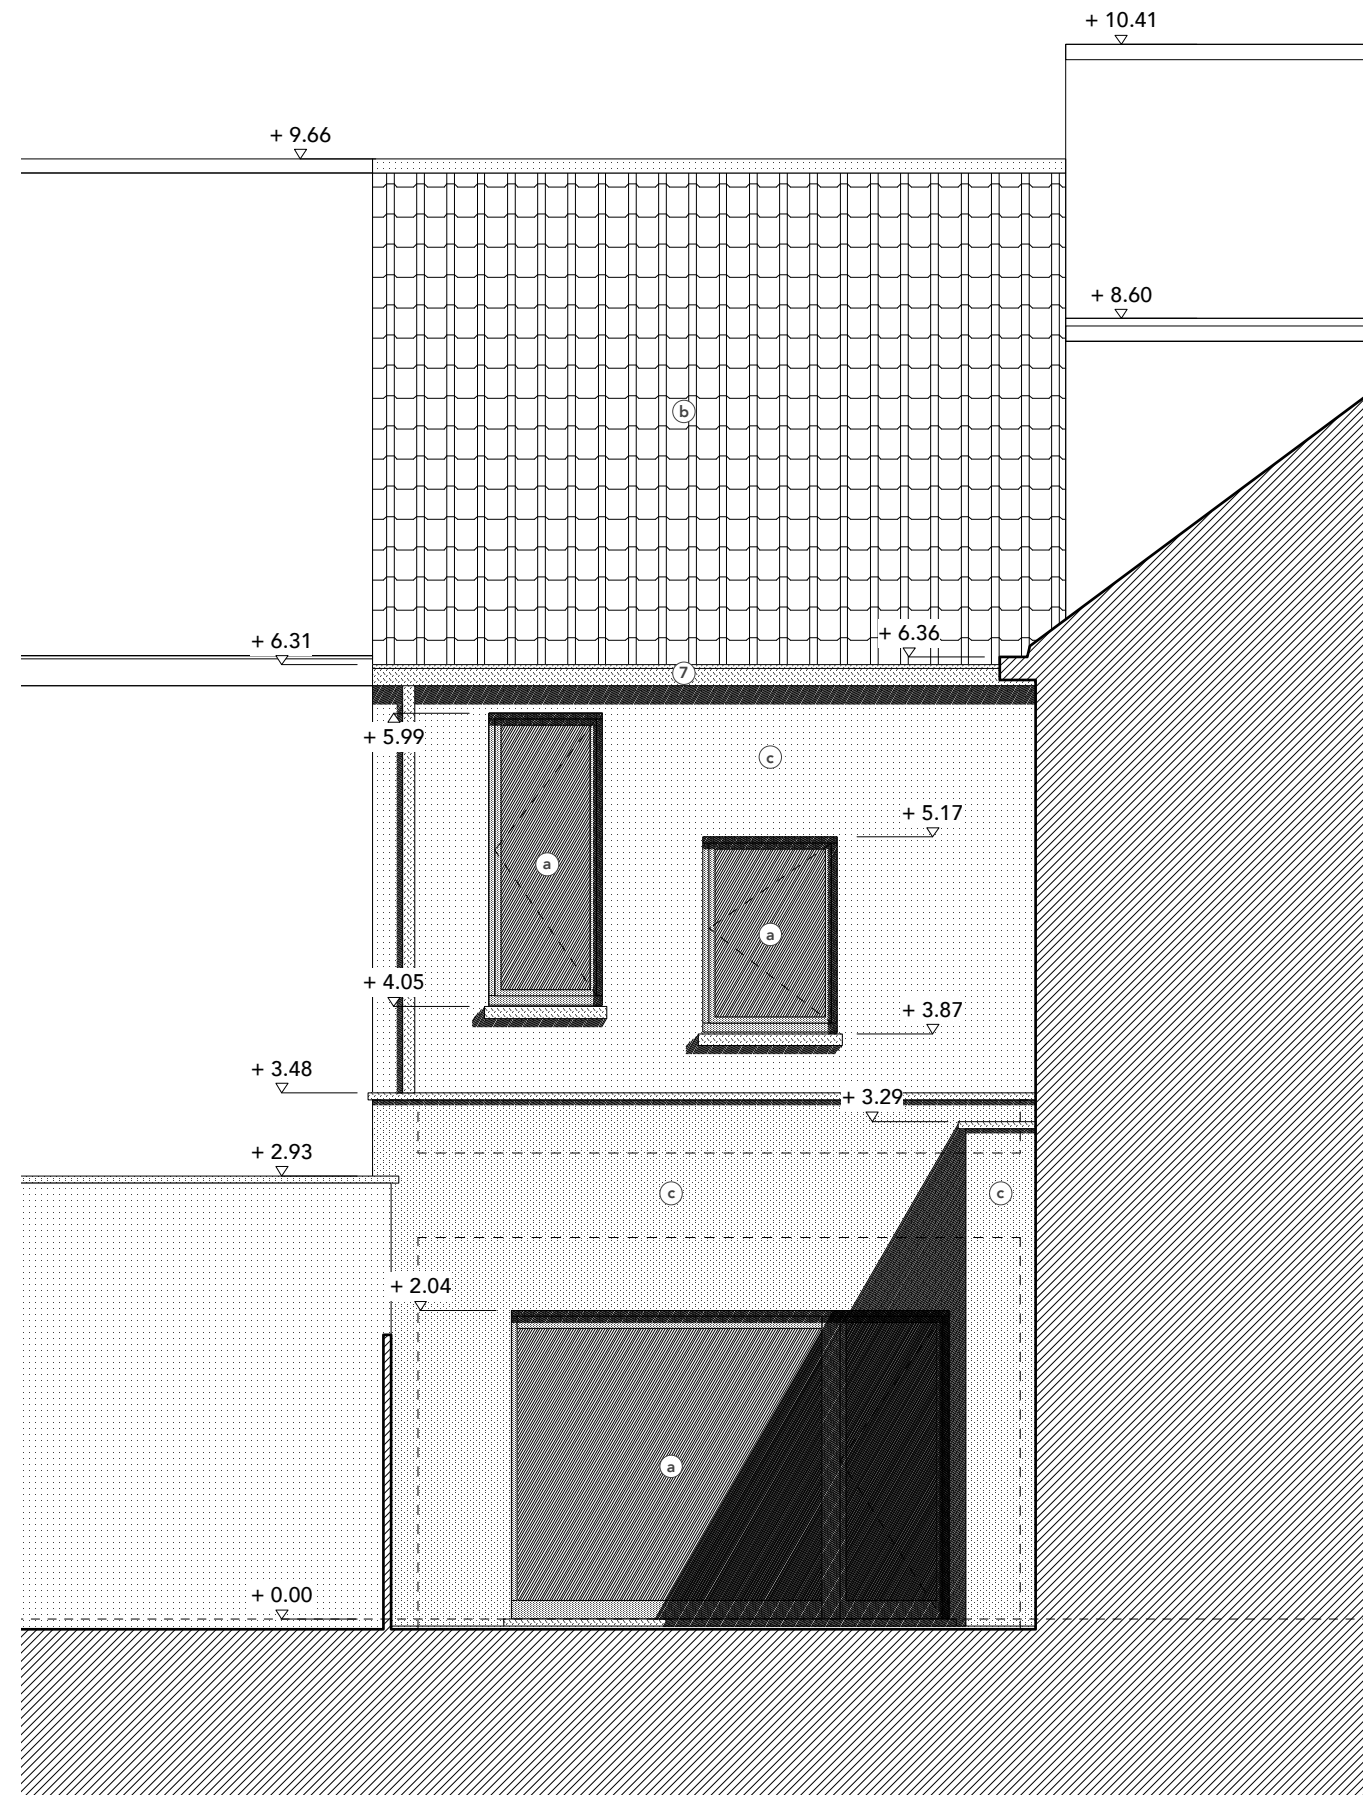 + 10.41
+ 9.66
+ 8.60
b
+ 6.36
+ 6.31
7
+ 5.99
c
+ 5.17
a
a
+ 4.05
+ 3.87
+ 3.48
+ 3.29
+ 2.93
c
c
+ 2.04
a
+ 0.00